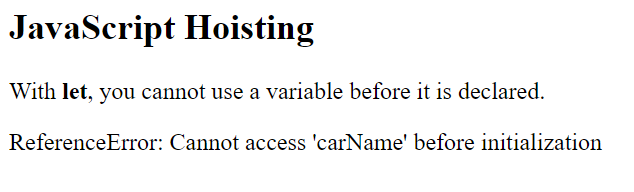 JavaScript Hoisting
With let, you cannot use a variable before it is declared.
ReferenceError: Cannot access 'carName' before initialization